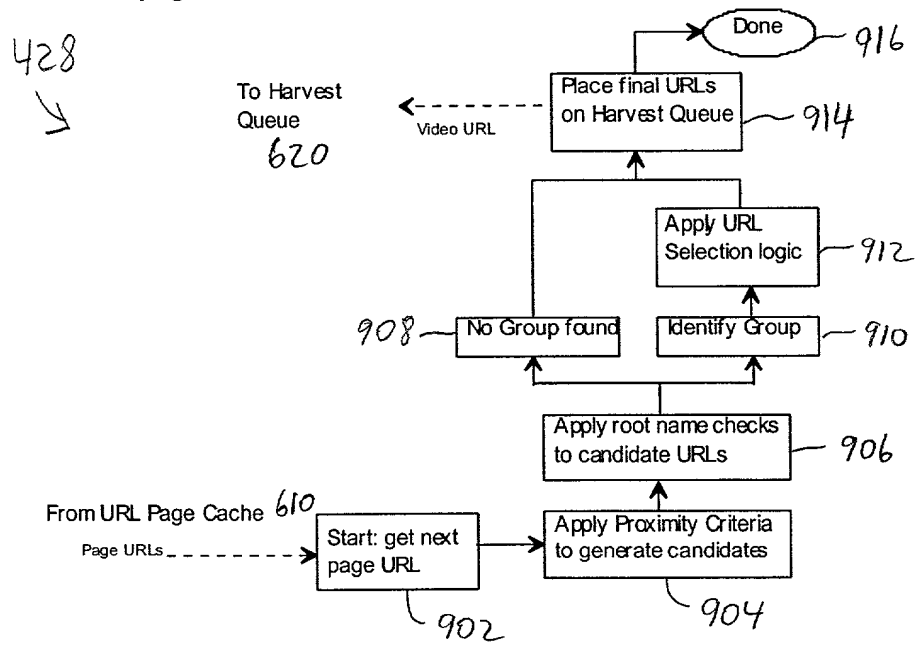 428
Done
916
To Harvest
Queue
620
Video URL
Place final URLs
on Harvest Queue
914
Apply URL
Selection logic
912
908
No Group found
Identify Group
910
Apply root name checks
to candidate URLs
906
From URL Page Cache 610
Page URLs
Start: get next
page URL
902
Apply Proximity Criteria
to generate candidates
904